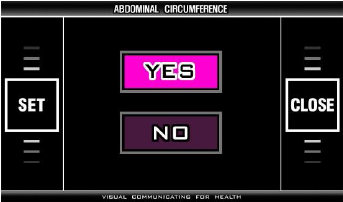 ABDOMINAL CIRCUMFERENCE
YES
SET
CLOSE
NO
VISUAL COMMUNICATING FOR HEALTH